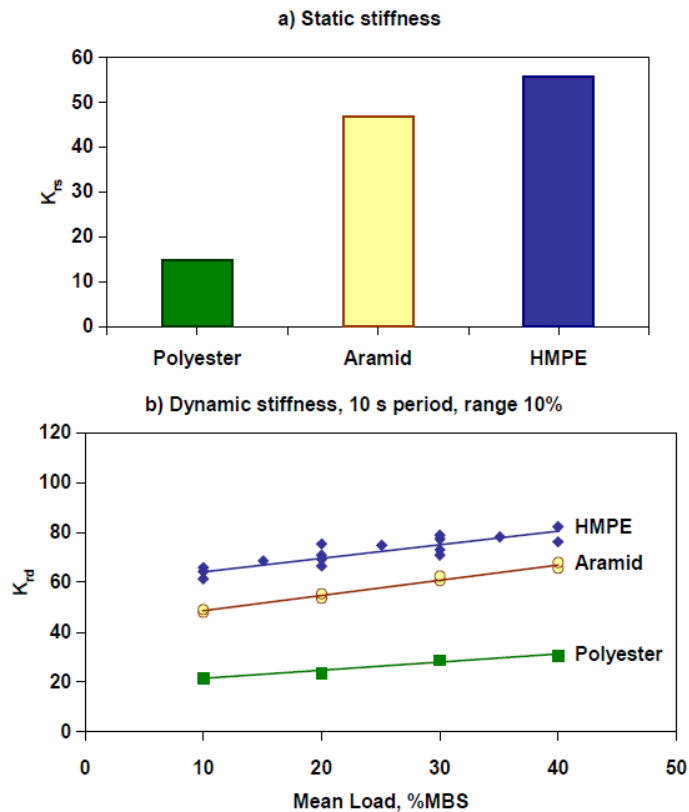 a) Static stiffness
60
50
40
30
20
10
0
Krs
Polyester Aramid HMPE
b) Dynamic stiffness, 10 s period, range 10%
120
100
80
60
40
20
0
Krd
HMPE
Aramid
Polyester
0 10 20 30 40 50
Mean Load, %MBS